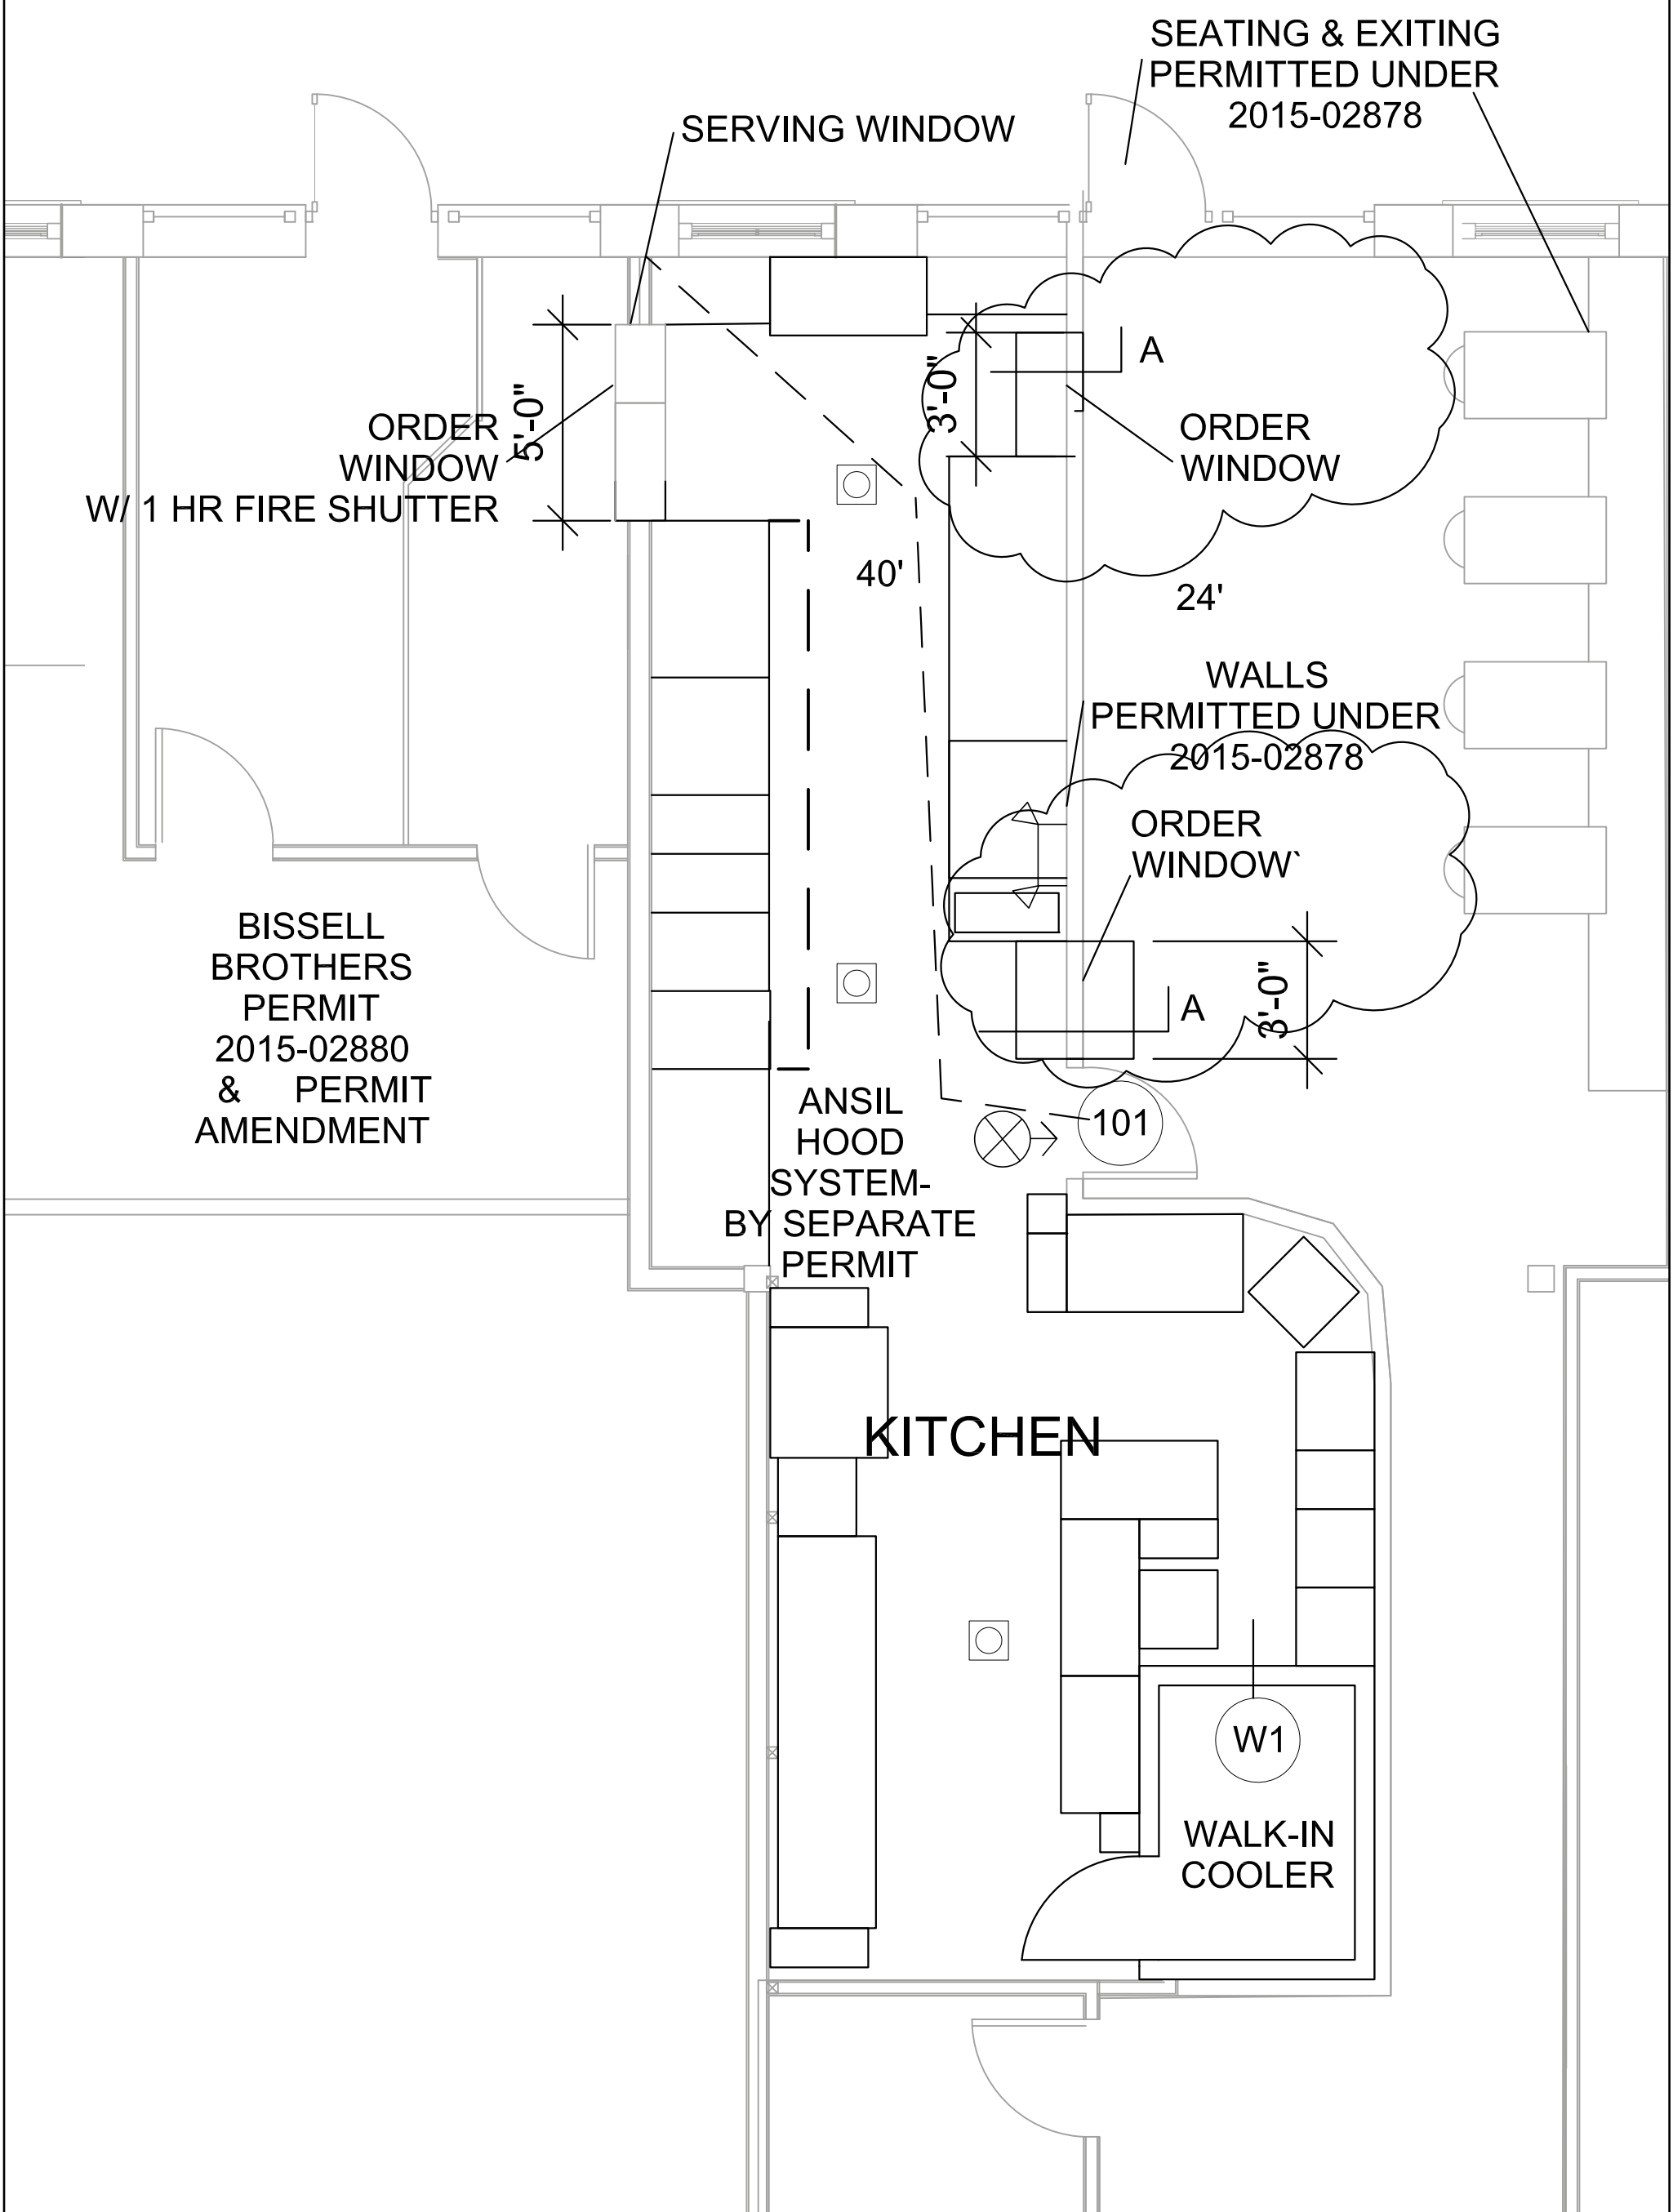 SEATING & EXITING
PERMITTED UNDER
2015-02878
SERVING WINDOW
A
3'-0"
5'-0"
ORDER
WINDOW
W/ 1 HR FIRE SHUTTER
ORDER
WINDOW
40'
24'
WALLS
PERMITTED UNDER
2015-02878
ORDER
WINDOW`
BISSELL
BROTHERS
PERMIT
2015-02880
& PERMIT
AMENDMENT
A
3'-0"
ANSIL
HOOD
SYSTEM-
BY SEPARATE
PERMIT
101
KITCHEN
W1
WALK-IN
COOLER